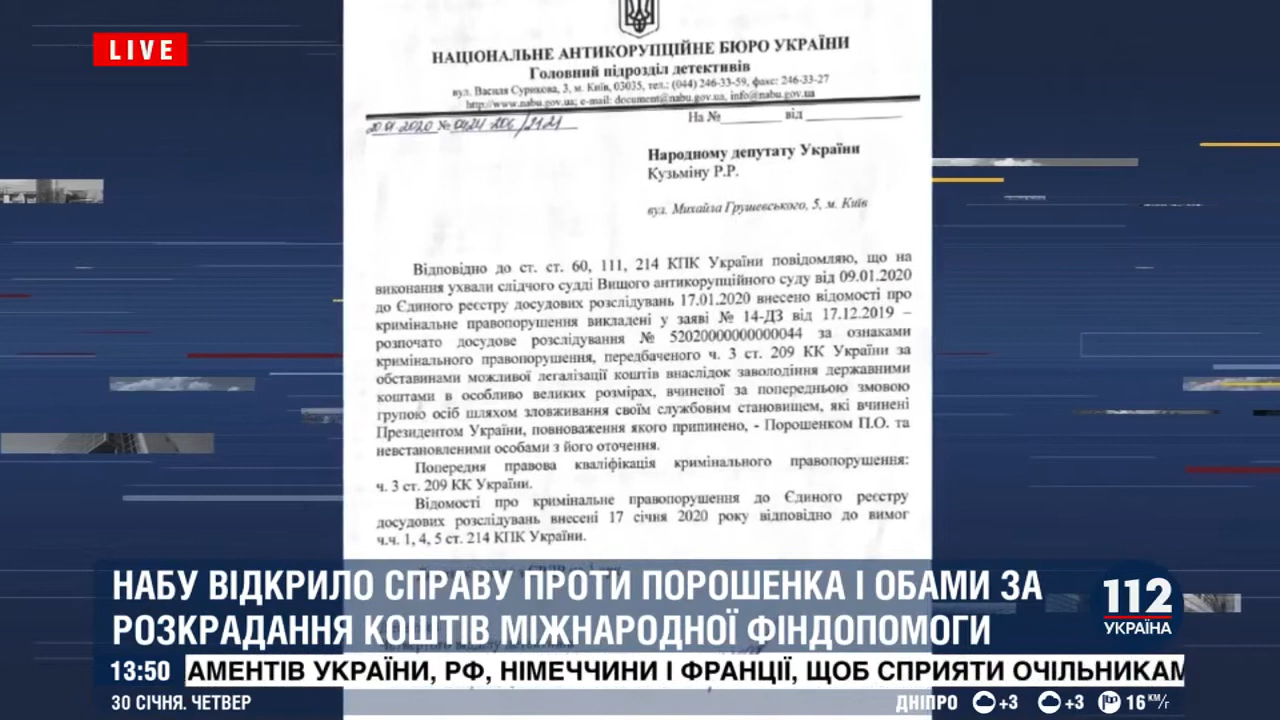 LIVE
НАЦІОНАЛЬНЕ АНТИКОРУПЦІЙНЕ БЮРО УКРАЇНИ
Головний підрозділ детективів
вул. Василя Сурикова, 3, м. Київ, 03035, тел.: (044) 246-33-59, факс: 246-33-27
http://www.nabu.gov.ua; e-mail: document@nabu.gov.ua, info@nabu.gov.ua
На №________ від ____________
Народному депутату України
Кузьміну Р.Р.
вул. Михайла Грушевського, 5, м. Київ
Відповідно до ст. ст. 60, 111, 214 КПК України повідомляю, що на
виконання ухвали слідчого судді Вищого антикорупційного суду від 09.01.2020
до Єдиного реєстру досудових розслідувань 17.01.2020 внесено відомості про
кримінальне правопорушення викладені у заяві № 14-ДЗ від 17.12.2019 –
розпочато досудове розслідування № 52020000000000044 за ознаками
кримінального правопорушення, передбаченого ч. 3 ст. 209 КК України за
обставинами можливої легалізації коштів внаслідок заволодіння державними
коштами в особливо великих розмірах, вчиненої за попередньою змовою
групою осіб шляхом зловживання своїм службовим становищем, які вчинені
Президентом України, повноваження якого припинено, - Порошенком П.О. та
невстановленими особами з його оточення.
Попередня правова кваліфікація кримінального правопорушення:
ч. 3 ст. 209 КК України.
Відомості про кримінальне правопорушення до Єдиного реєстру
досудових розслідувань внесені 17 січня 2020 року відповідно до вимог
ч.ч. 1, 4, 5 ст. 214 КПК України.
НАБУ ВІДКРИЛО СПРАВУ ПРОТИ ПОРОШЕНКА І ОБАМИ ЗА
РОЗКРАДАННЯ КОШТІВ МІЖНАРОДНОЇ ФІНДОПОМОГИ
112
УКРАЇНА
13:50
АМЕНТІВ УКРАЇНИ, РФ, НІМЕЧЧИНИ І ФРАНЦІЇ, ЩОБ СПРИЯТИ ОЧІЛЬНИКАМ
30 СІЧНЯ. ЧЕТВЕР
ДНІПРО +3 +3 16 КМ/Г